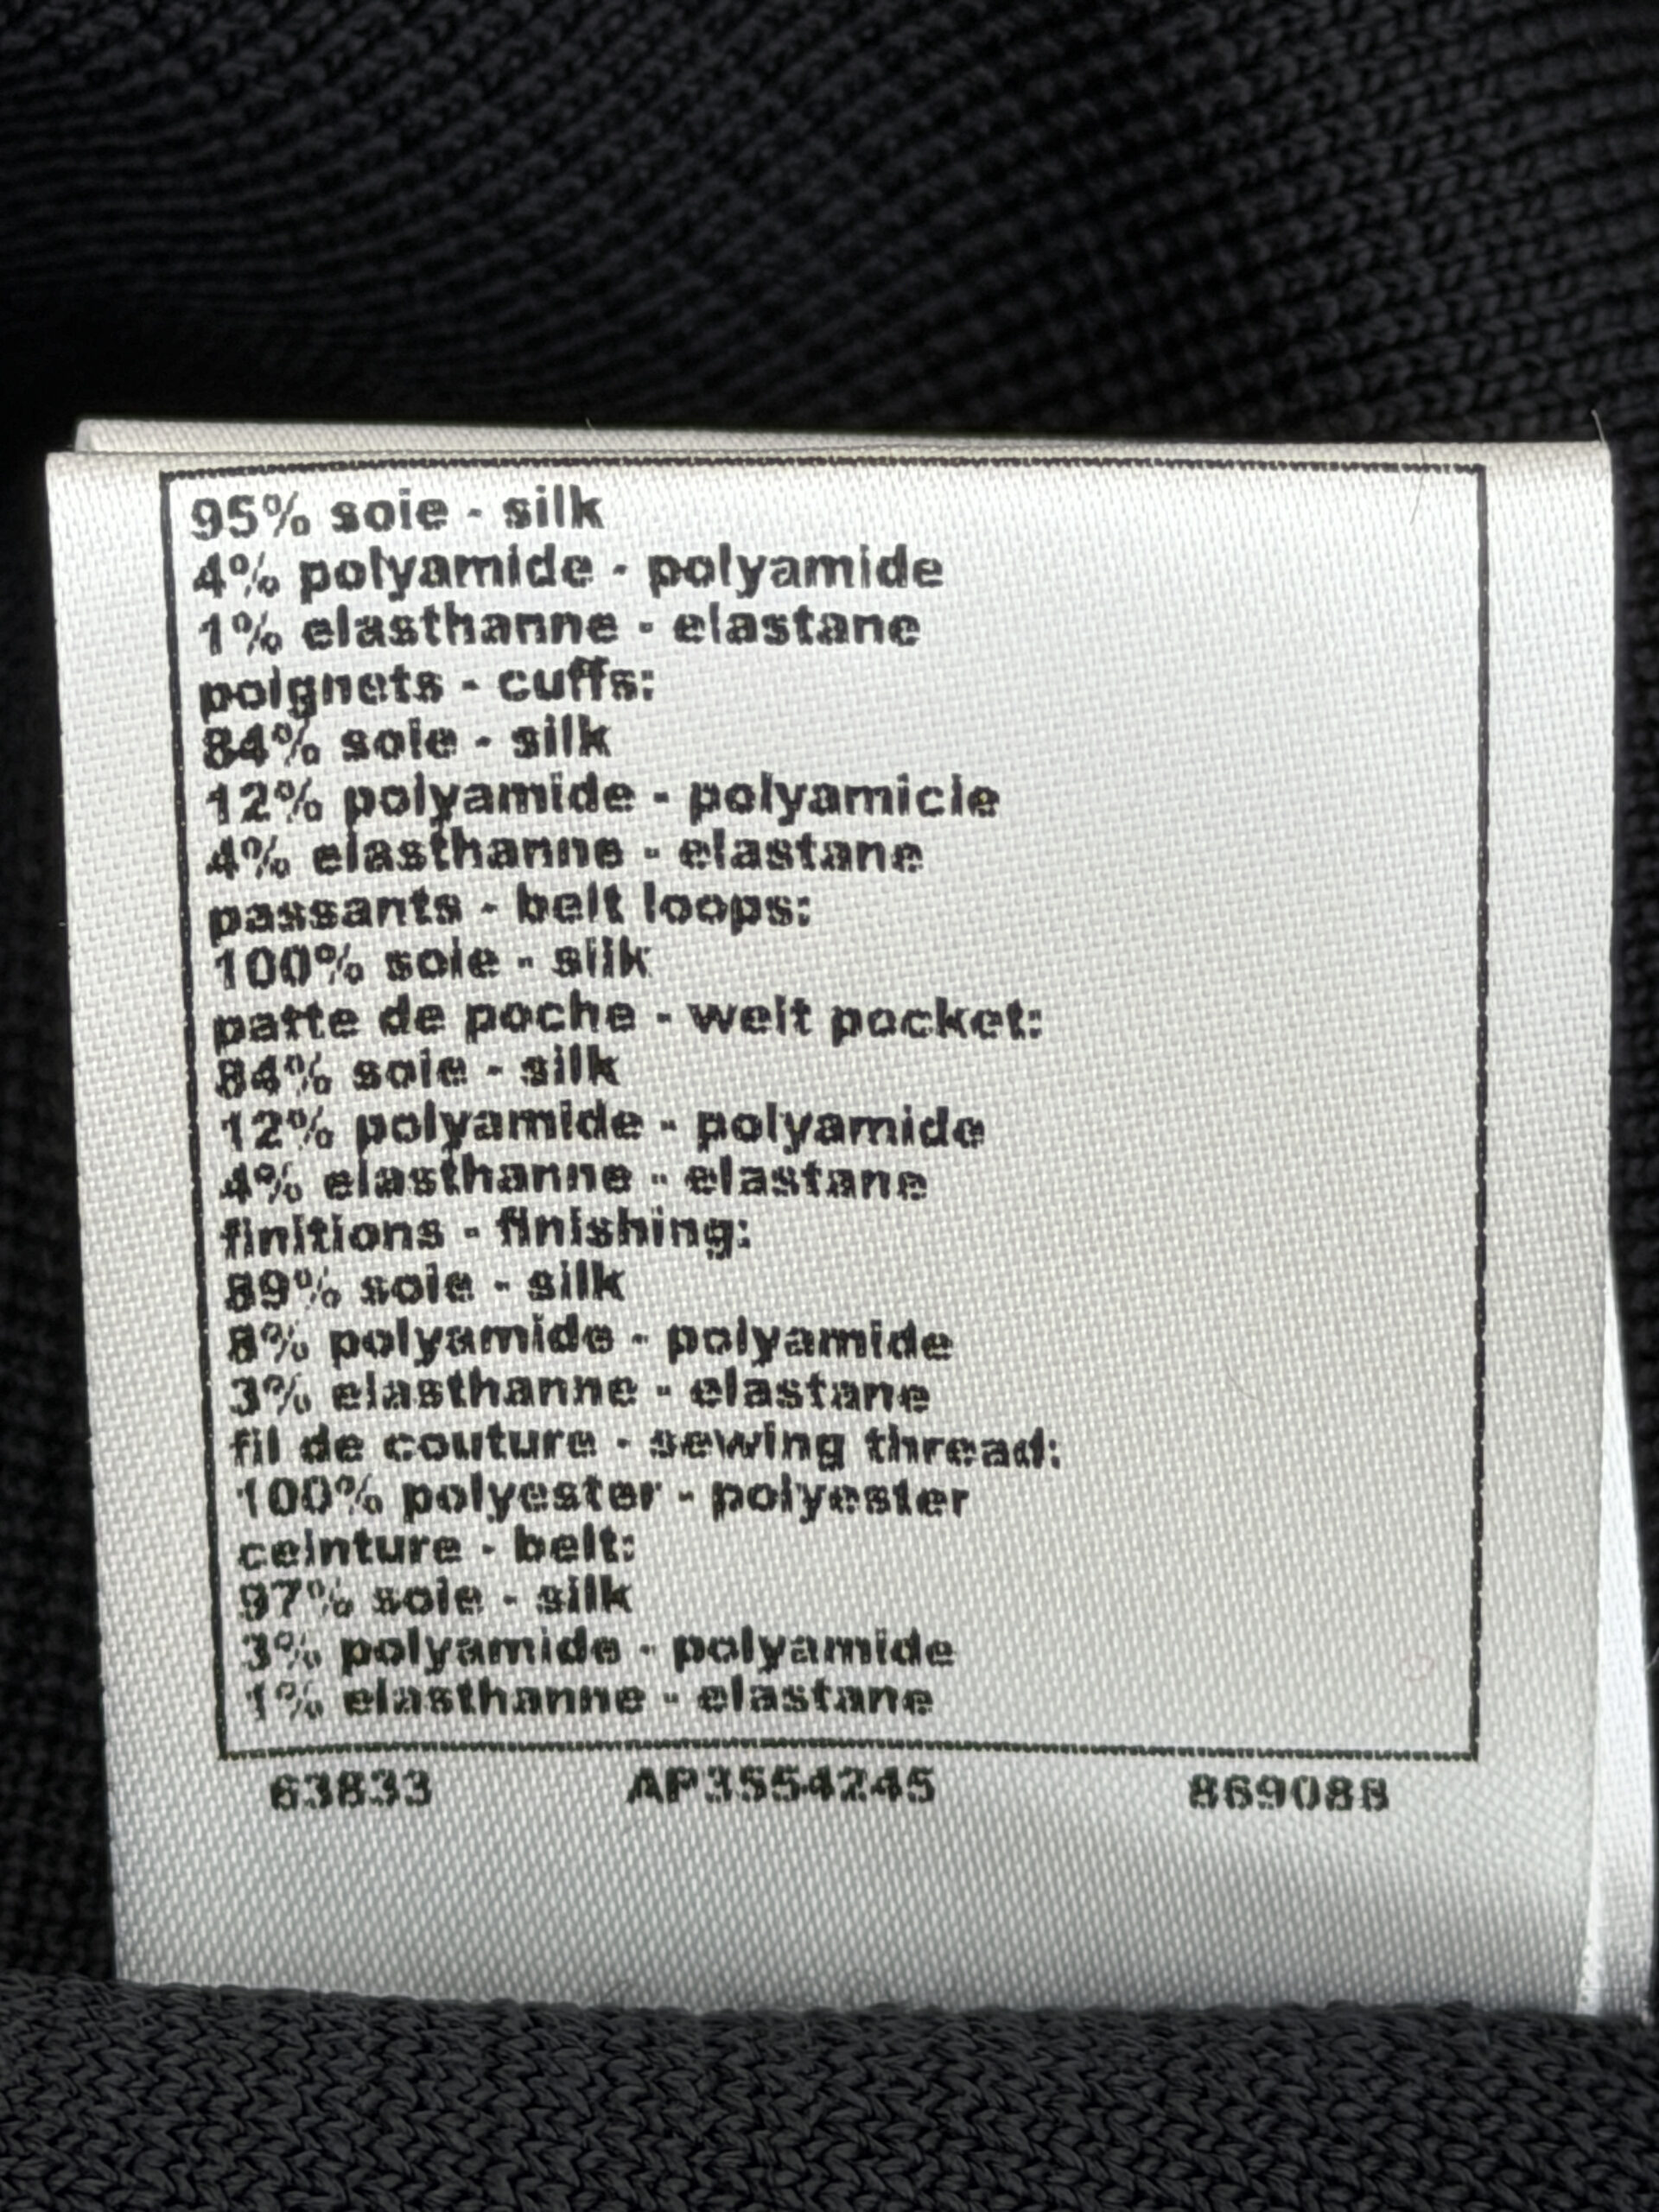 95% soie - silk
4% polyamide - polyamide
1% elasthanne - elastane
poignets - cuffs:
84% soie - silk
12% polyamide - polyamide
4% elasthanne - elastane
passants - belt loops:
100% soie - silk
patte de poche - welt pocket:
84% soie - silk
12% polyamide - polyamide
4% elasthanne - elastane
finitions - finishing:
89% soie - silk
8% polyamide - polyamide
3% elasthanne - elastane
fil de couture - sewing thread:
100% polyester - polyester
ceinture - belt:
97% soie - silk
3% polyamide - polyamide
1% elasthanne - elastane
63833 AP3554245 869088